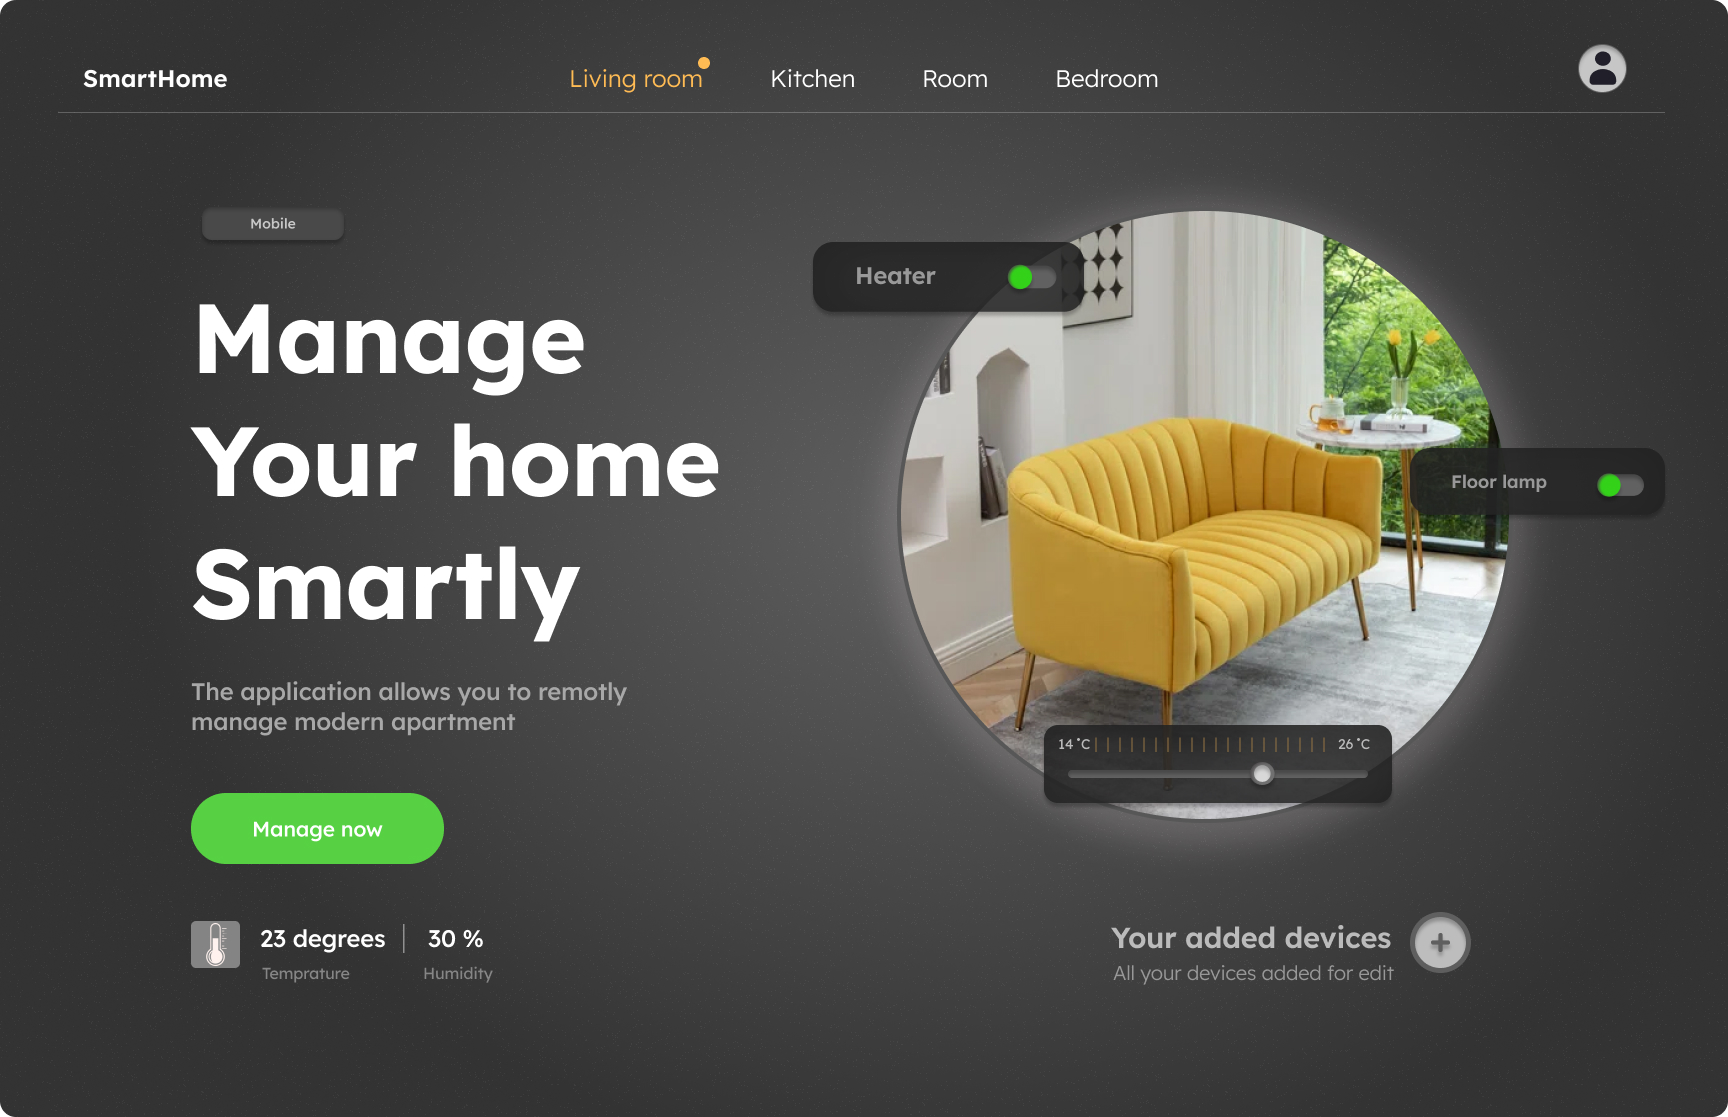 SmartHome
Living room
Kitchen
Room
Bedroom
Mobile
Manage
Your home
Smartly
The application allows you to remotly
manage modern apartment
Manage now
23 degrees
30 %
Temprature
Humidity
Heater
Floor lamp
14 °C
26 °C
Your added devices
All your devices added for edit